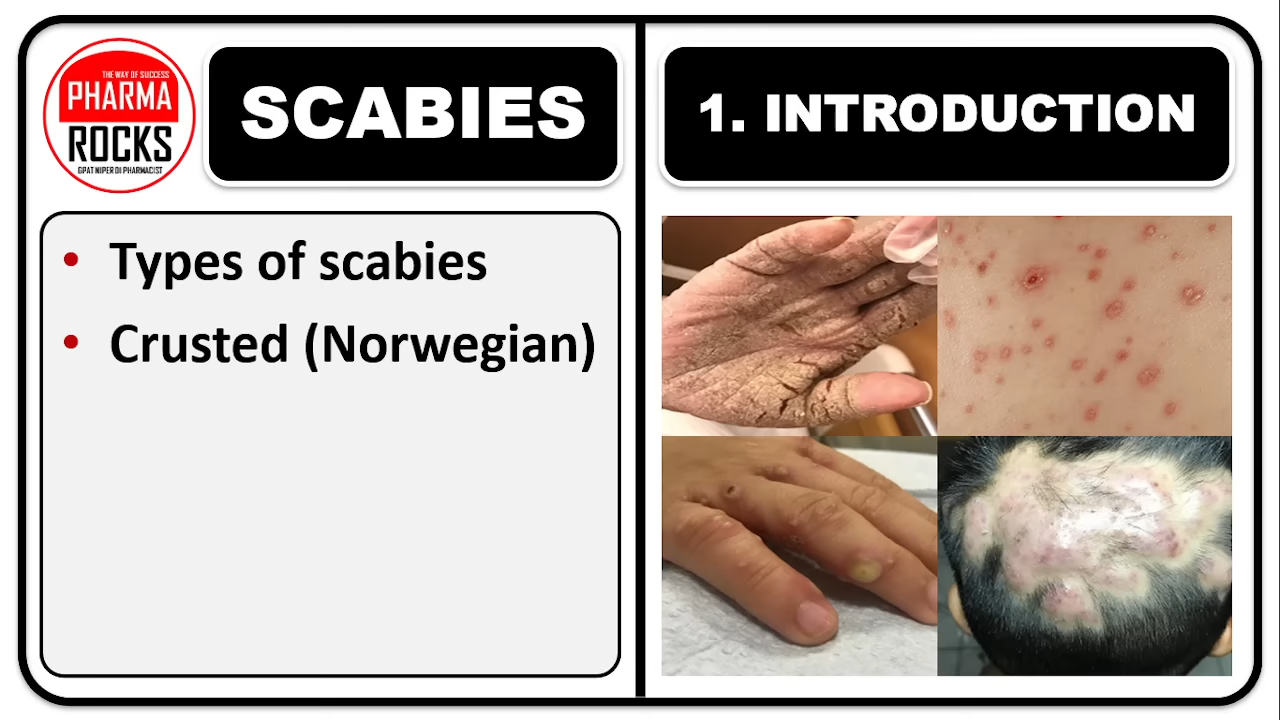 THE WAY OF SUCCESS
PHARMA
ROCKS
GPAT NIPER DI PHARMACIST
SCABIES
1. INTRODUCTION
• Types of scabies
• Crusted (Norwegian)